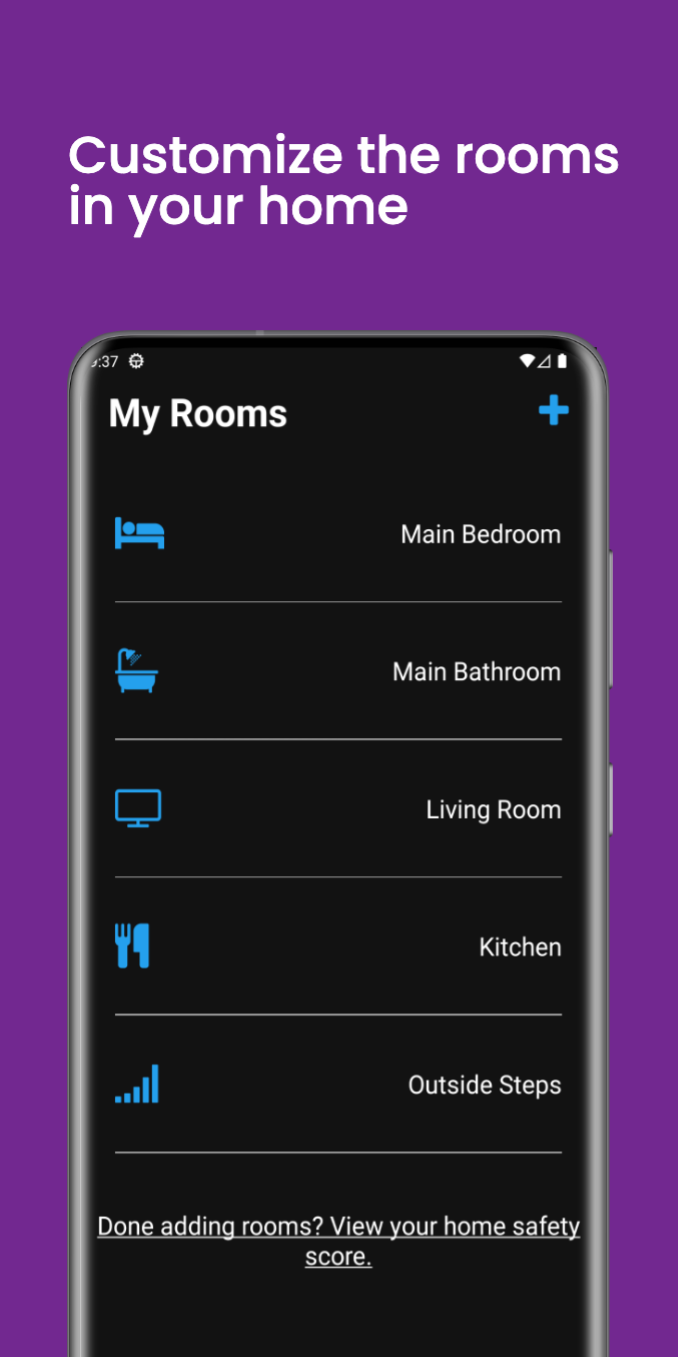 Customize the rooms
in your home
:37
My Rooms
Main Bedroom
Main Bathroom
Living Room
Kitchen
Outside Steps
Done adding rooms? View your home safety
score.